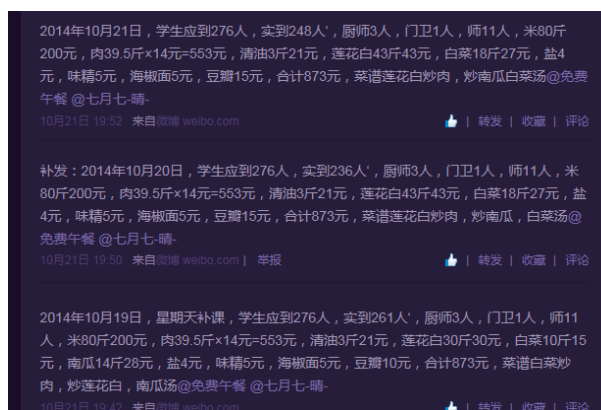 2014年10月21日，学生应到276人，实到248人'，厨师3人，门卫1人，师11人，米80斤
200元，肉39.5斤×14元=553元，清油3斤21元，莲花白43斤43元，白菜18斤27元，盐4
元，味精5元，海椒面5元，豆瓣15元，合计873元，菜谱莲花白炒肉，炒南瓜白菜汤@免费
午餐 @七月七-晴-
10月21日 19:52 来自微博 weibo.com | 转发 | 收藏 | 评论
补发：2014年10月20日，学生应到276人，实到236人'，厨师3人，门卫1人，师11人，米
80斤200元，肉39.5斤×14元=553元，清油3斤21元，莲花白43斤43元，白菜18斤27元，盐
4元，味精5元，海椒面5元，豆瓣15元，合计873元，菜谱莲花白炒肉，炒南瓜，白菜汤@
免费午餐 @七月七-晴-
10月21日 19:50 来自微博 weibo.com | 举报 | 转发 | 收藏 | 评论
2014年10月19日，星期天补课，学生应到276人，实到261人'，厨师3人，门卫1人，师11
人，米80斤200元，肉39.5斤×14元=553元，清油3斤21元，莲花白30斤30元，白菜10斤15
元，南瓜14斤28元，盐4元，味精5元，海椒面5元，豆瓣10元，合计873元，菜谱白菜炒
肉，炒莲花白，南瓜汤@免费午餐 @七月七-晴-
10月21日 19:42 来自微博 weibo.com | 转发 | 收藏 | 评论